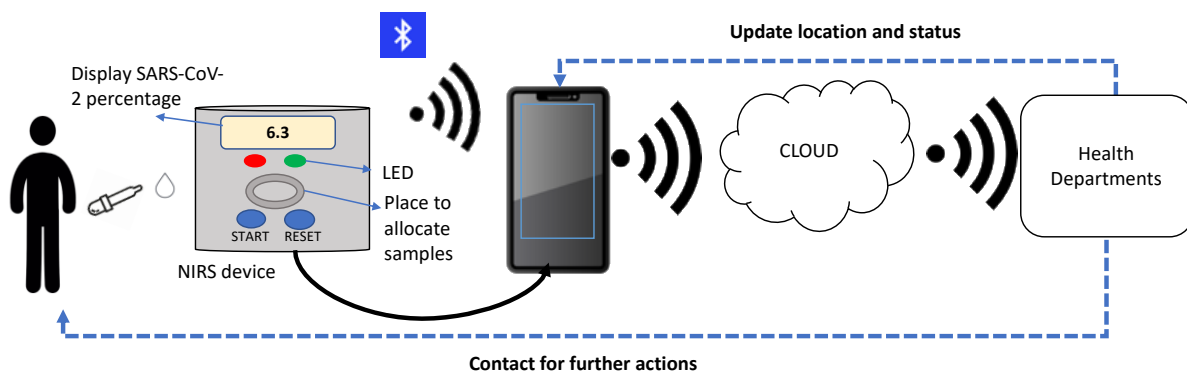 Update location and status
Display SARS-CoV-
2 percentage
6.3
LED
Place to
allocate
samples
START RESET
NIRS device
CLOUD
Health
Departments
Contact for further actions